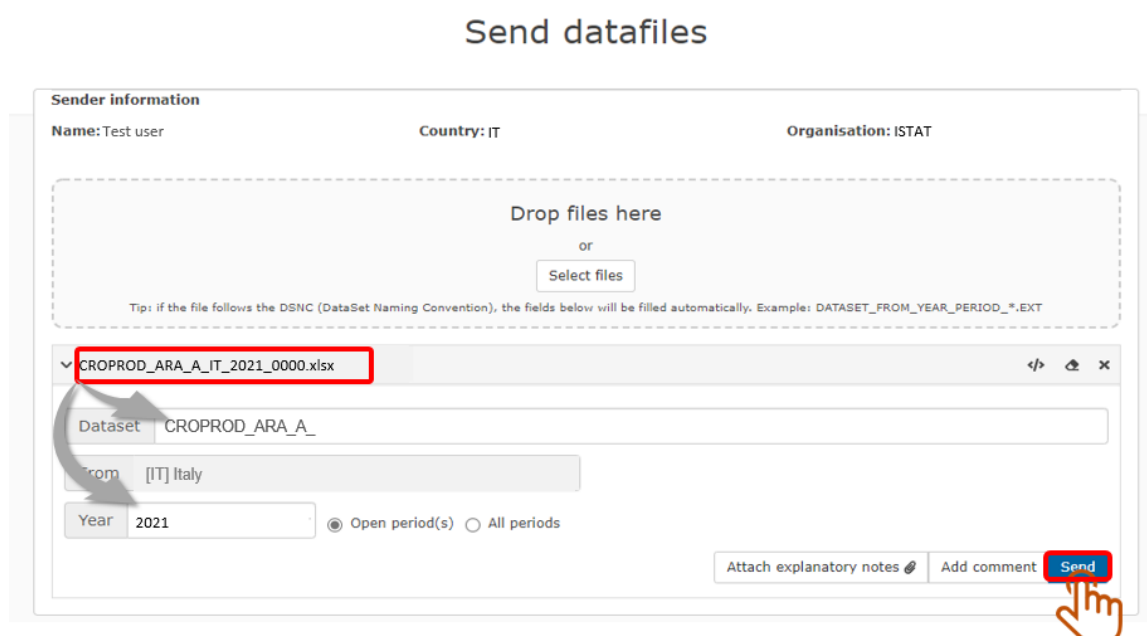 Send datafiles
Sender information
Name: Test user Country: IT Organisation: ISTAT
Drop files here
or
Select files
Tip: if the file follows the DSNC (DataSet Naming Convention), the fields below will be filled automatically. Example: DATASET_FROM_YEAR_PERIOD_*.EXT
CROPROD_ARA_A_IT_2021_0000.xlsx </>
Dataset CROPROD_ARA_A_
From [IT] Italy
Year 2021 Open period(s) All periods
Attach explanatory notes Add comment Send